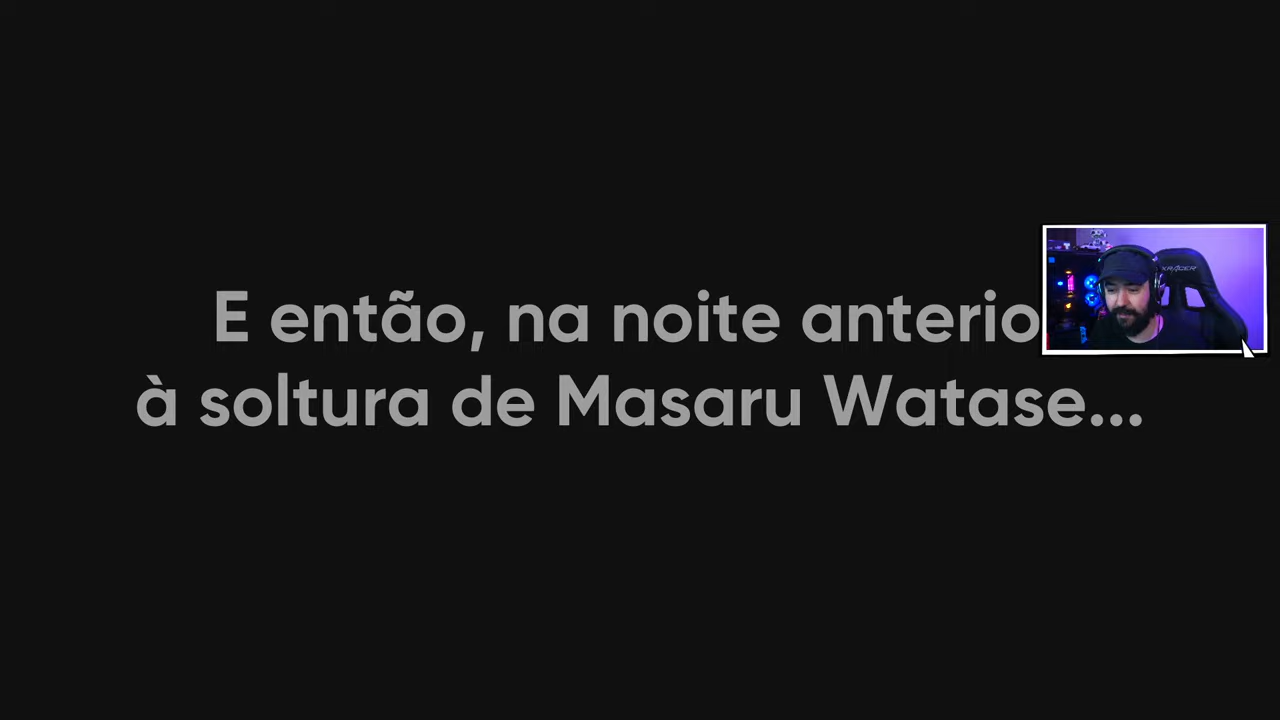 E então, na noite anterio
à soltura de Masaru Watase...